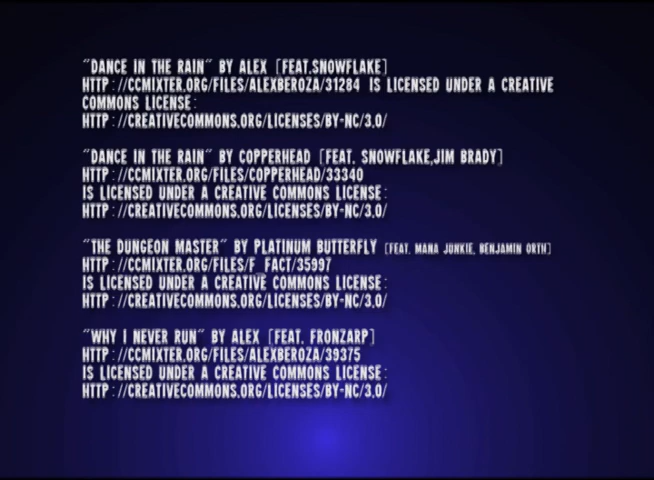 "DANCE IN THE RAIN" BY ALEX [FEAT.SNOWFLAKE]
HTTP://CCMIXTER.ORG/FILES/ALEXBEROZA/31284 IS LICENSED UNDER A CREATIVE
COMMONS LICENSE:
HTTP://CREATIVECOMMONS.ORG/LICENSES/BY-NC/3.0/
"DANCE IN THE RAIN" BY COPPERHEAD [FEAT. SNOWFLAKE,JIM BRADY]
HTTP://CCMIXTER.ORG/FILES/COPPERHEAD/33340
IS LICENSED UNDER A CREATIVE COMMONS LICENSE:
HTTP://CREATIVECOMMONS.ORG/LICENSES/BY-NC/3.0/
"THE DUNGEON MASTER" BY PLATINUM BUTTERFLY [FEAT. MANA JUNKIE, BENJAMIN ORTH]
HTTP://CCMIXTER.ORG/FILES/F_FACT/35997
IS LICENSED UNDER A CREATIVE COMMONS LICENSE:
HTTP://CREATIVECOMMONS.ORG/LICENSES/BY-NC/3.0/
"WHY I NEVER RUN" BY ALEX [FEAT. FRONZARP]
HTTP://CCMIXTER.ORG/FILES/ALEXBEROZA/39375
IS LICENSED UNDER A CREATIVE COMMONS LICENSE:
HTTP://CREATIVECOMMONS.ORG/LICENSES/BY-NC/3.0/